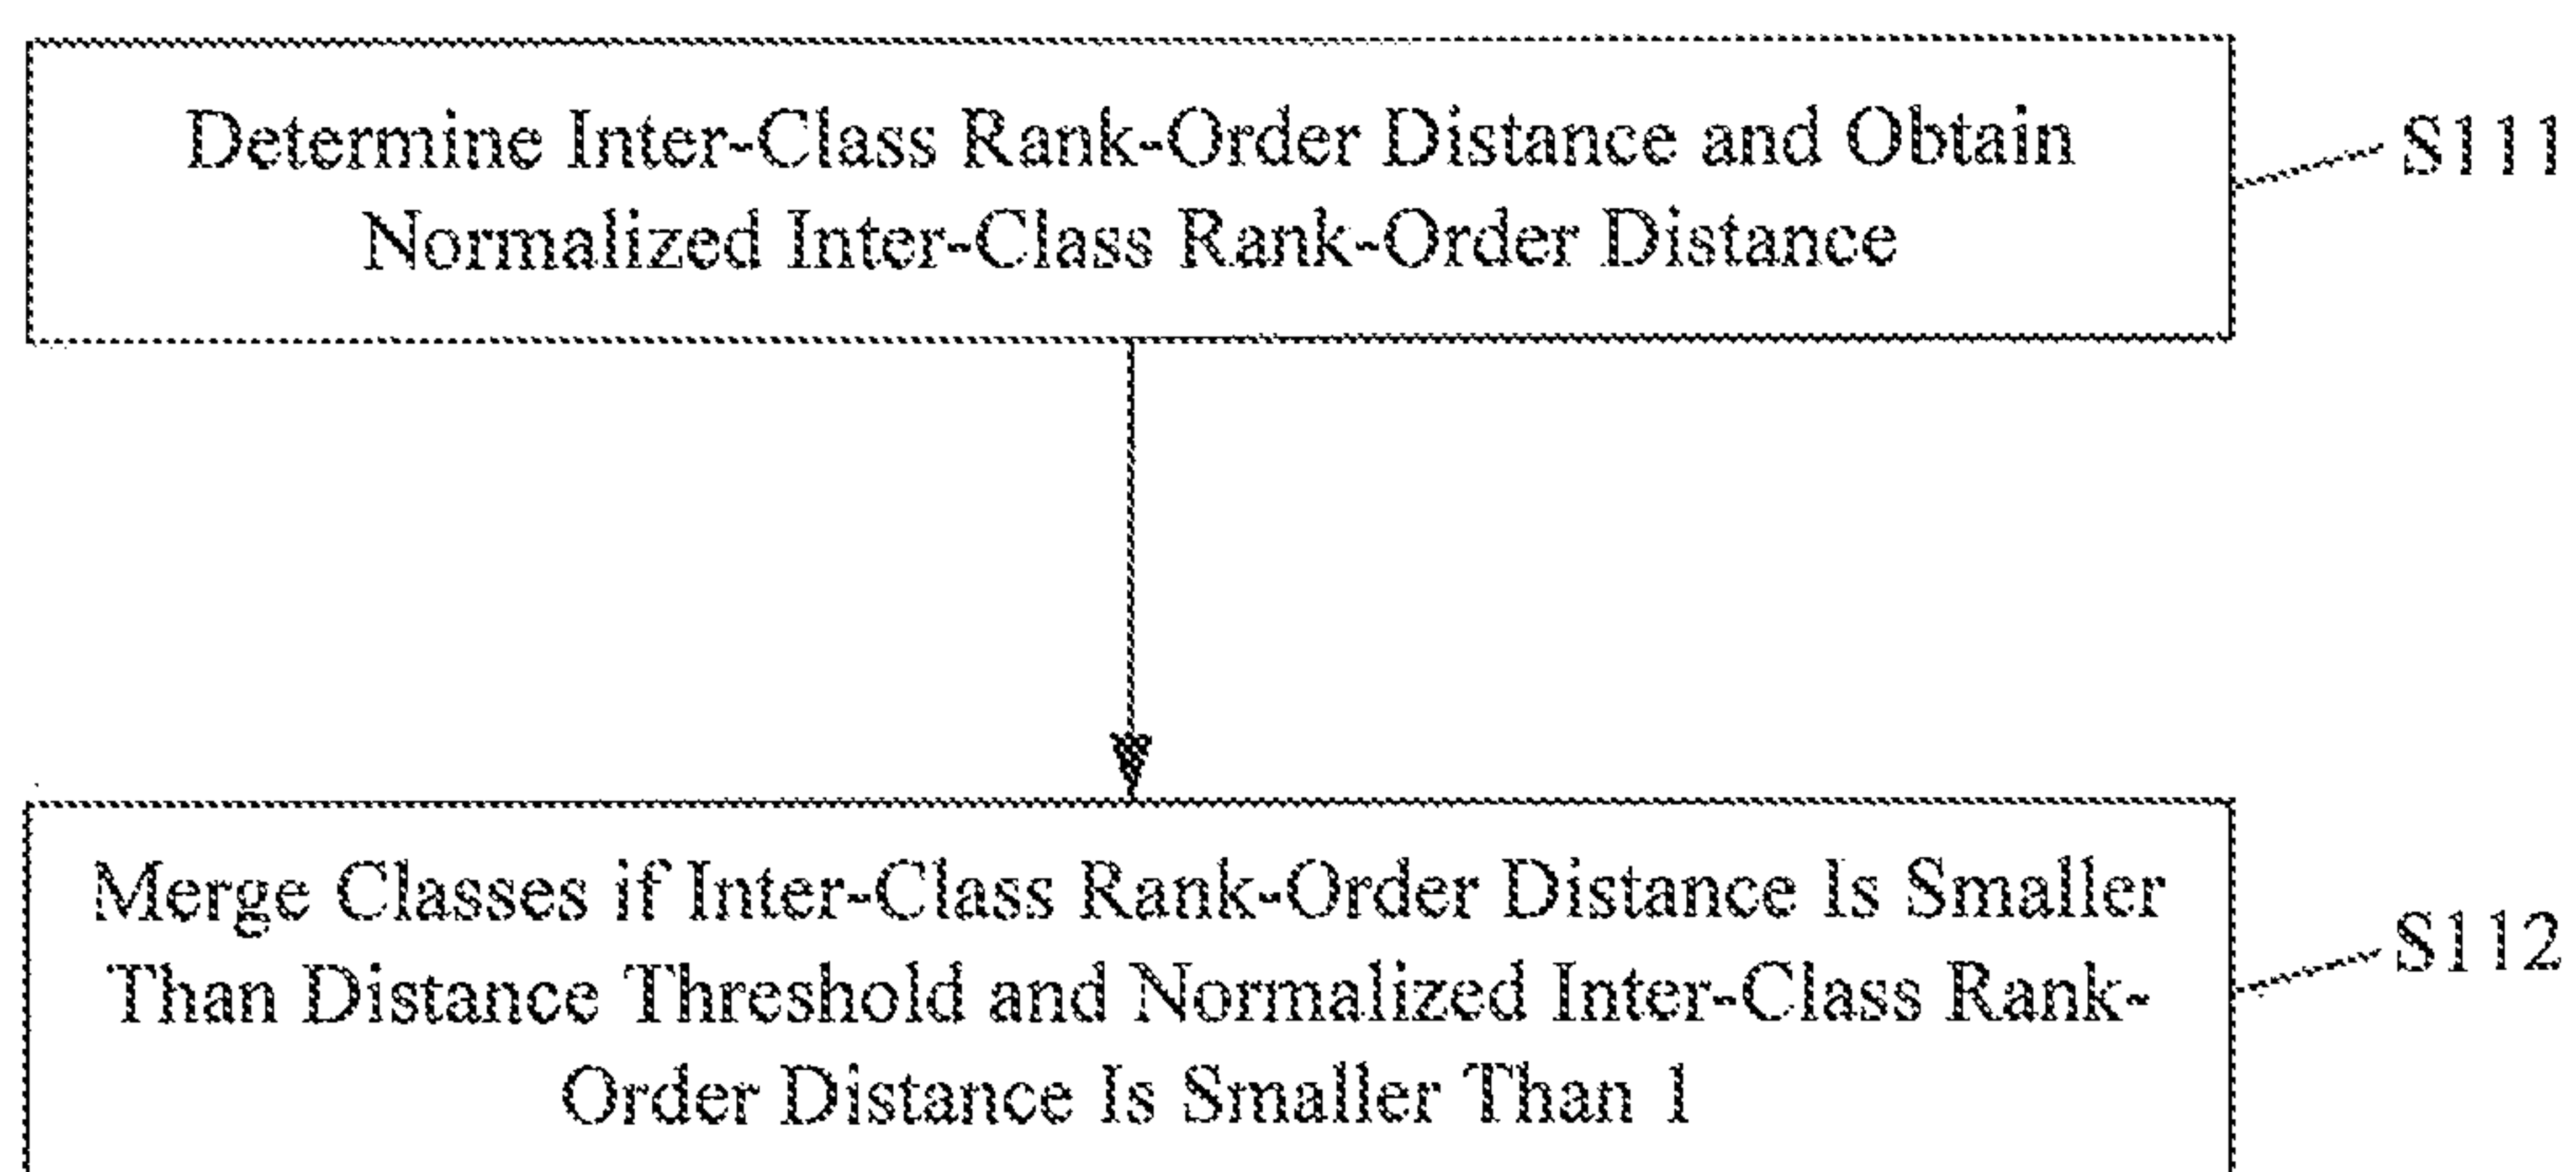 Determine Inter-Class Rank-Order Distance and Obtain
Normalized Inter-Class Rank-Order Distance
S111
Merge Classes if Inter-Class Rank-Order Distance Is Smaller
Than Distance Threshold and Normalized Inter-Class Rank-
Order Distance Is Smaller Than 1
S112